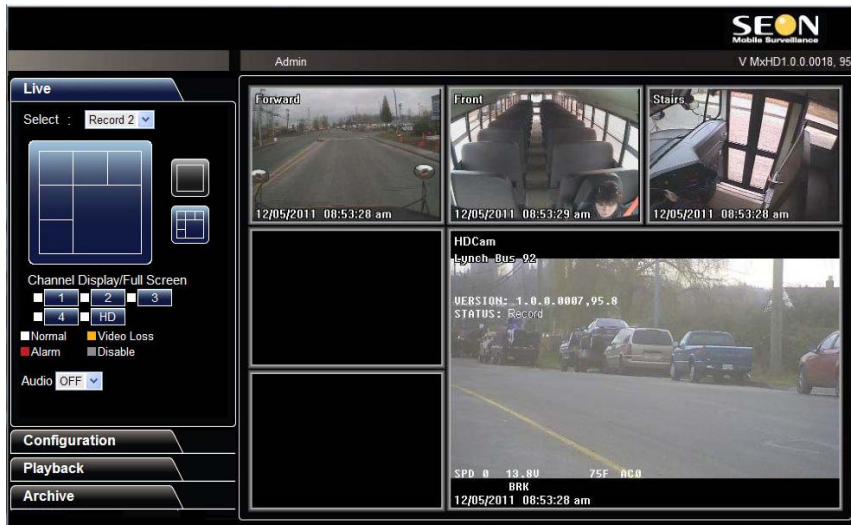 SEON
Mobile Surveillance
Admin
V MxHD1.0.0.0018, 95
Live
Select :
Record 2
Channel Display/Full Screen
1 2 3
4 HD
Normal Video Loss
Alarm Disable
Audio OFF
Configuration
Playback
Archive
Forward
12/05/2011 08:53:28 am
Front
12/05/2011 08:53:29 am
Stairs
12/05/2011 08:53:28 am
HDCam
Lynch Bus 92
VERSION: 1.0.0.0007,95.8
STATUS: Record
SPD 0 13.8V 75F AC0
BRK
12/05/2011 08:53:28 am